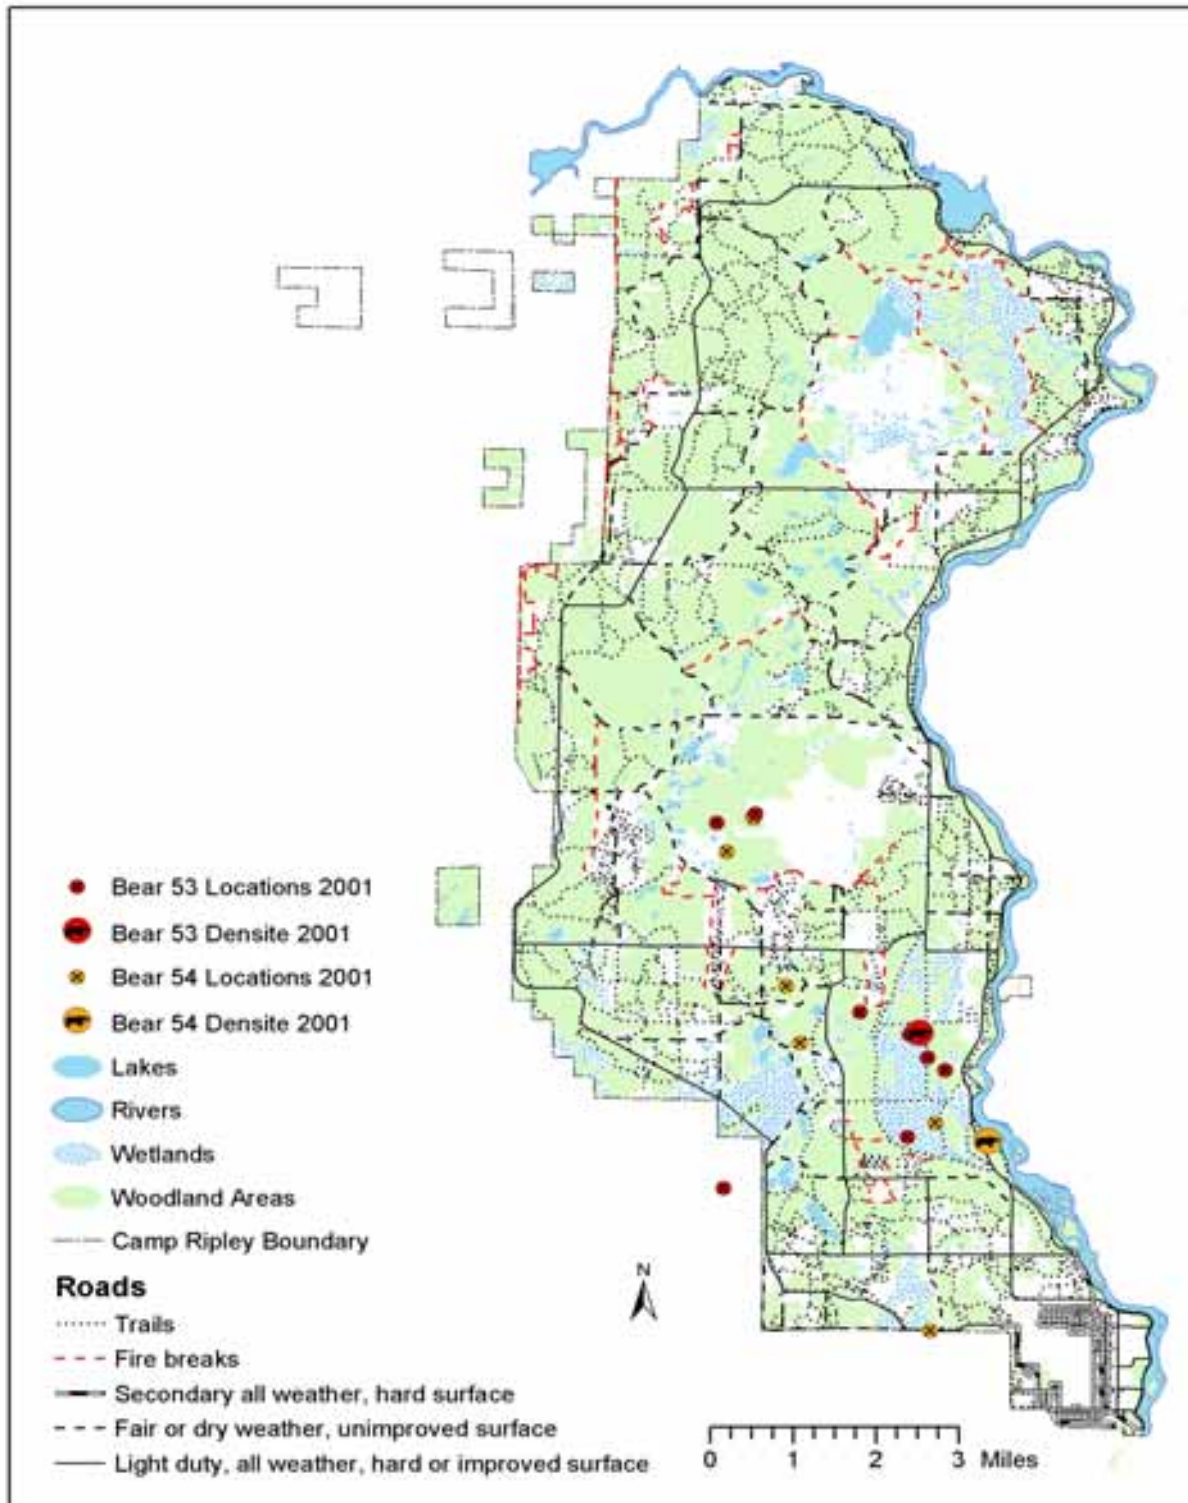 Bear 53 Locations 2001
Bear 53 Densite 2001
Bear 54 Locations 2001
Bear 54 Densite 2001
Lakes
Rivers
Wetlands
Woodland Areas
Camp Ripley Boundary
Roads
Trails
Fire breaks
Secondary all weather, hard surface
Fair or dry weather, unimproved surface
Light duty, all weather, hard or improved surface
N
0 1 2 3 Miles